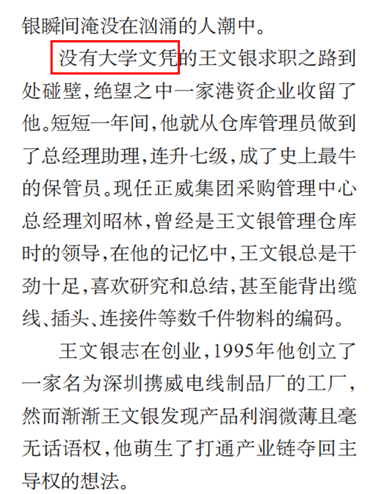 银瞬间淹没在汹涌的人潮中。
没有大学文凭的王文银求职之路到
处碰壁,绝望之中一家港资企业收留了
他。短短一年间,他就从仓库管理员做到
了总经理助理,连升七级,成了史上最牛
的保管员。现任正威集团采购管理中心
总经理刘昭林,曾经是王文银管理仓库
时的领导,在他的记忆中,王文银总是干
劲十足,喜欢研究和总结,甚至能背出缆
线、插头、连接件等数千件物料的编码。
王文银志在创业,1995年他创立了
一家名为深圳携威电线制品厂的工厂,
然而渐渐王文银发现产品利润微薄且毫
无话语权,他萌生了打通产业链夺回主
导权的想法。